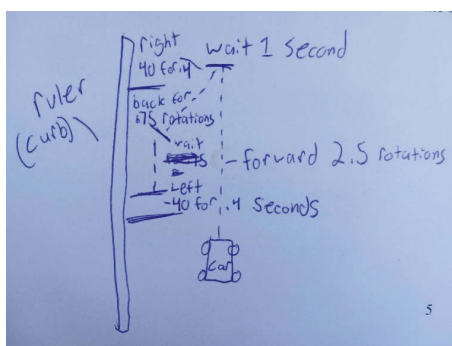 right
40 for .4
wait 1 second
ruler
(curb)
back for
.75 rotations
wait
forward 2.5 rotations
Left
-40 for .4 seconds
car
5